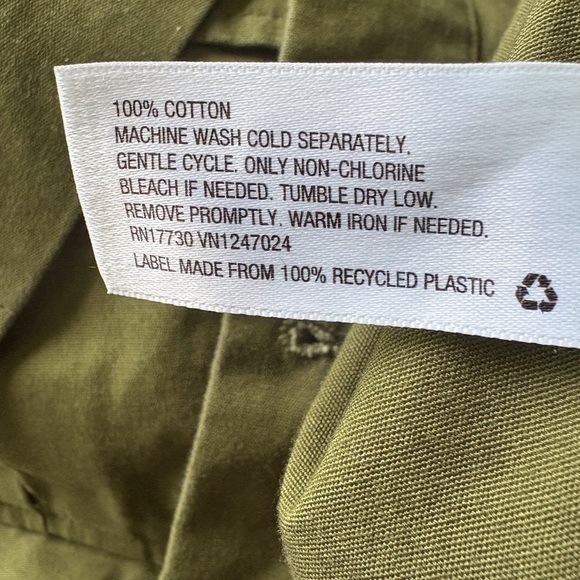 100% COTTON
MACHINE WASH COLD SEPARATELY.
GENTLE CYCLE. ONLY NON-CHLORINE
BLEACH IF NEEDED. TUMBLE DRY LOW.
REMOVE PROMPTLY. WARM IRON IF NEEDED.
RN17730 VN1247024
LABEL MADE FROM 100% RECYCLED PLASTIC